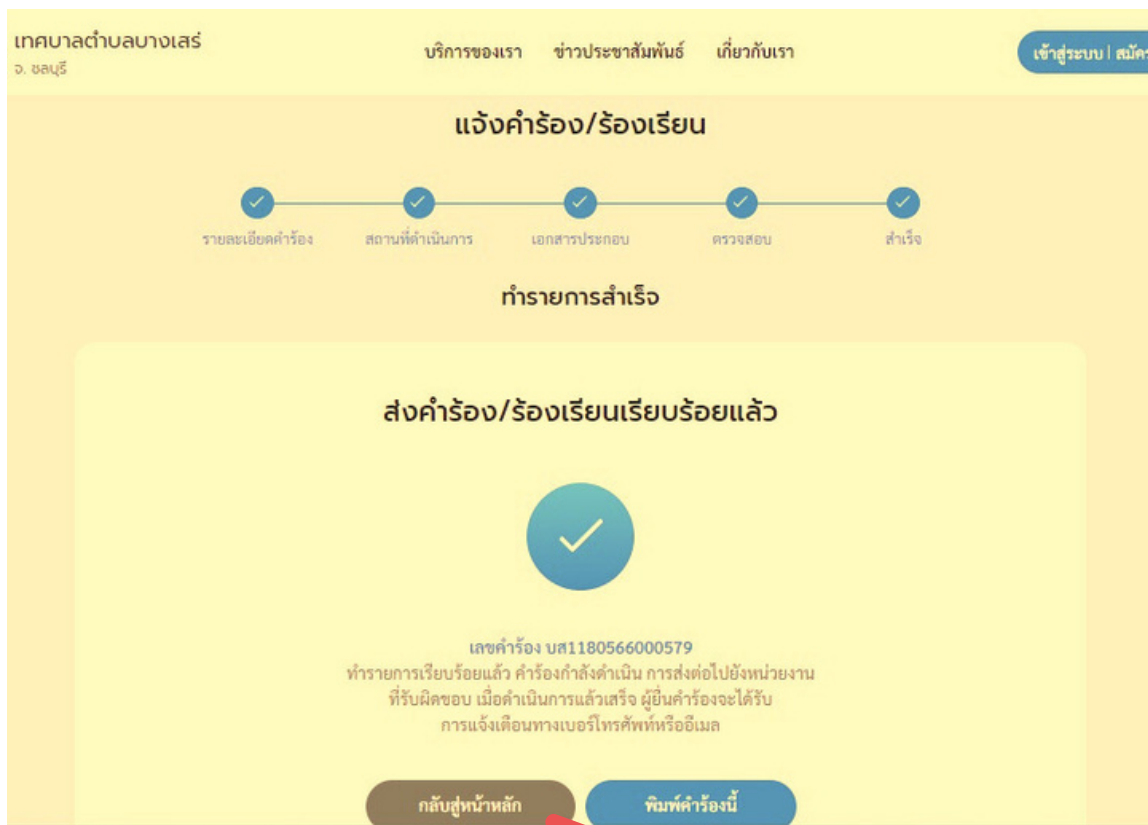 เทศบาลตำบลบางเสร่
จ. ชลบุรี
บริการของเรา ข่าวประชาสัมพันธ์ เกี่ยวกับเรา
เข้าสู่ระบบ |
แจ้งคำร้อง/ร้องเรียน
รายละเอียดคำร้อง สถานที่ดำเนินการ เอกสารประกอบ ตรวจสอบ สำเร็จ
ทำรายการสำเร็จ
ส่งคำร้อง/ร้องเรียนเรียบร้อยแล้ว
เลขคำร้อง บส1180566000579
ทำรายการเรียบร้อยแล้ว คำร้องกำลังดำเนิน การส่งต่อไปยังหน่วยงาน
ที่รับผิดชอบ เมื่อดำเนินการแล้วเสร็จ ผู้ยื่นคำร้องจะได้รับ
การแจ้งเตือนทางเบอร์โทรศัพท์หรืออีเมล
กลับสู่หน้าหลัก พิมพ์คำร้องนี้